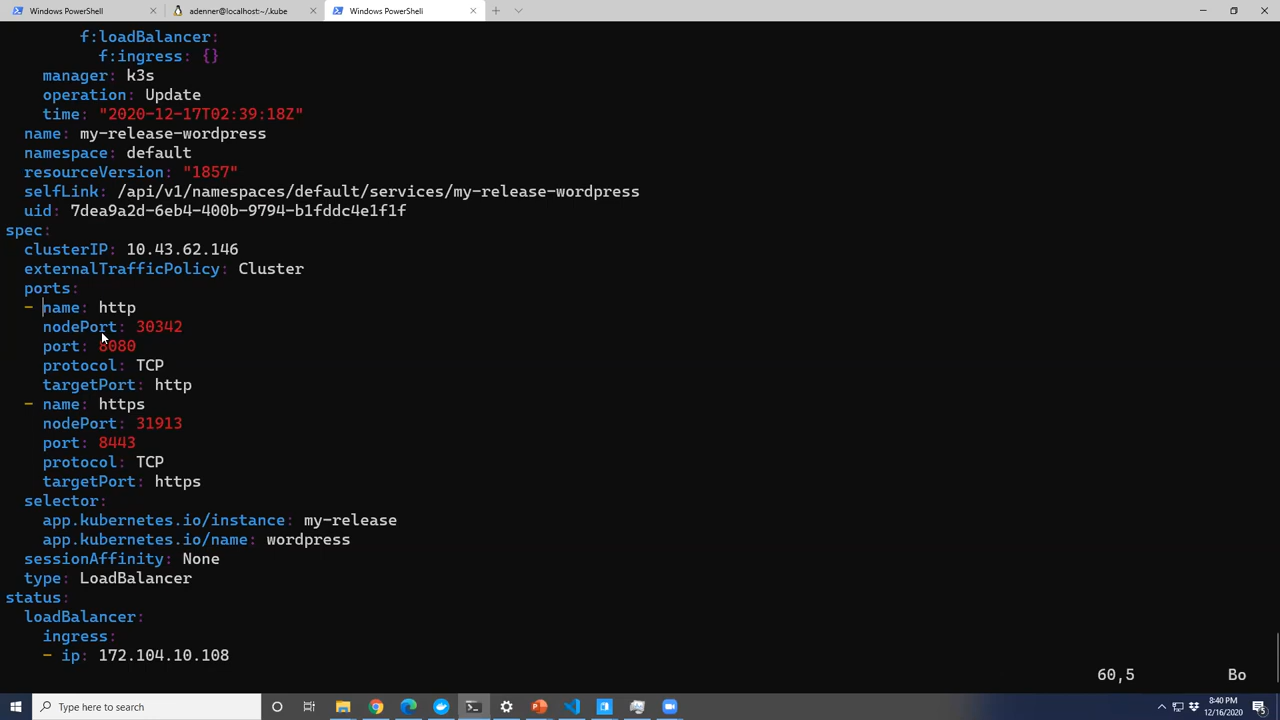 Windows PowerShell
adenner@localhost:~/.kube
Windows PowerShell
f:loadBalancer:
f:ingress: {}
manager: k3s
operation: Update
time: "2020-12-17T02:39:18Z"
name: my-release-wordpress
namespace: default
resourceVersion: "1857"
selfLink: /api/v1/namespaces/default/services/my-release-wordpress
uid: 7dea9a2d-6eb4-400b-9794-b1fddc4e1f1f
spec:
clusterIP: 10.43.62.146
externalTrafficPolicy: Cluster
ports:
- name: http
nodePort: 30342
port: 8080
protocol: TCP
targetPort: http
- name: https
nodePort: 31913
port: 8443
protocol: TCP
targetPort: https
selector:
app.kubernetes.io/instance: my-release
app.kubernetes.io/name: wordpress
sessionAffinity: None
type: LoadBalancer
status:
loadBalancer:
ingress:
- ip: 172.104.10.108
60,5 Bo
Type here to search
8:40 PM
12/16/2020
5